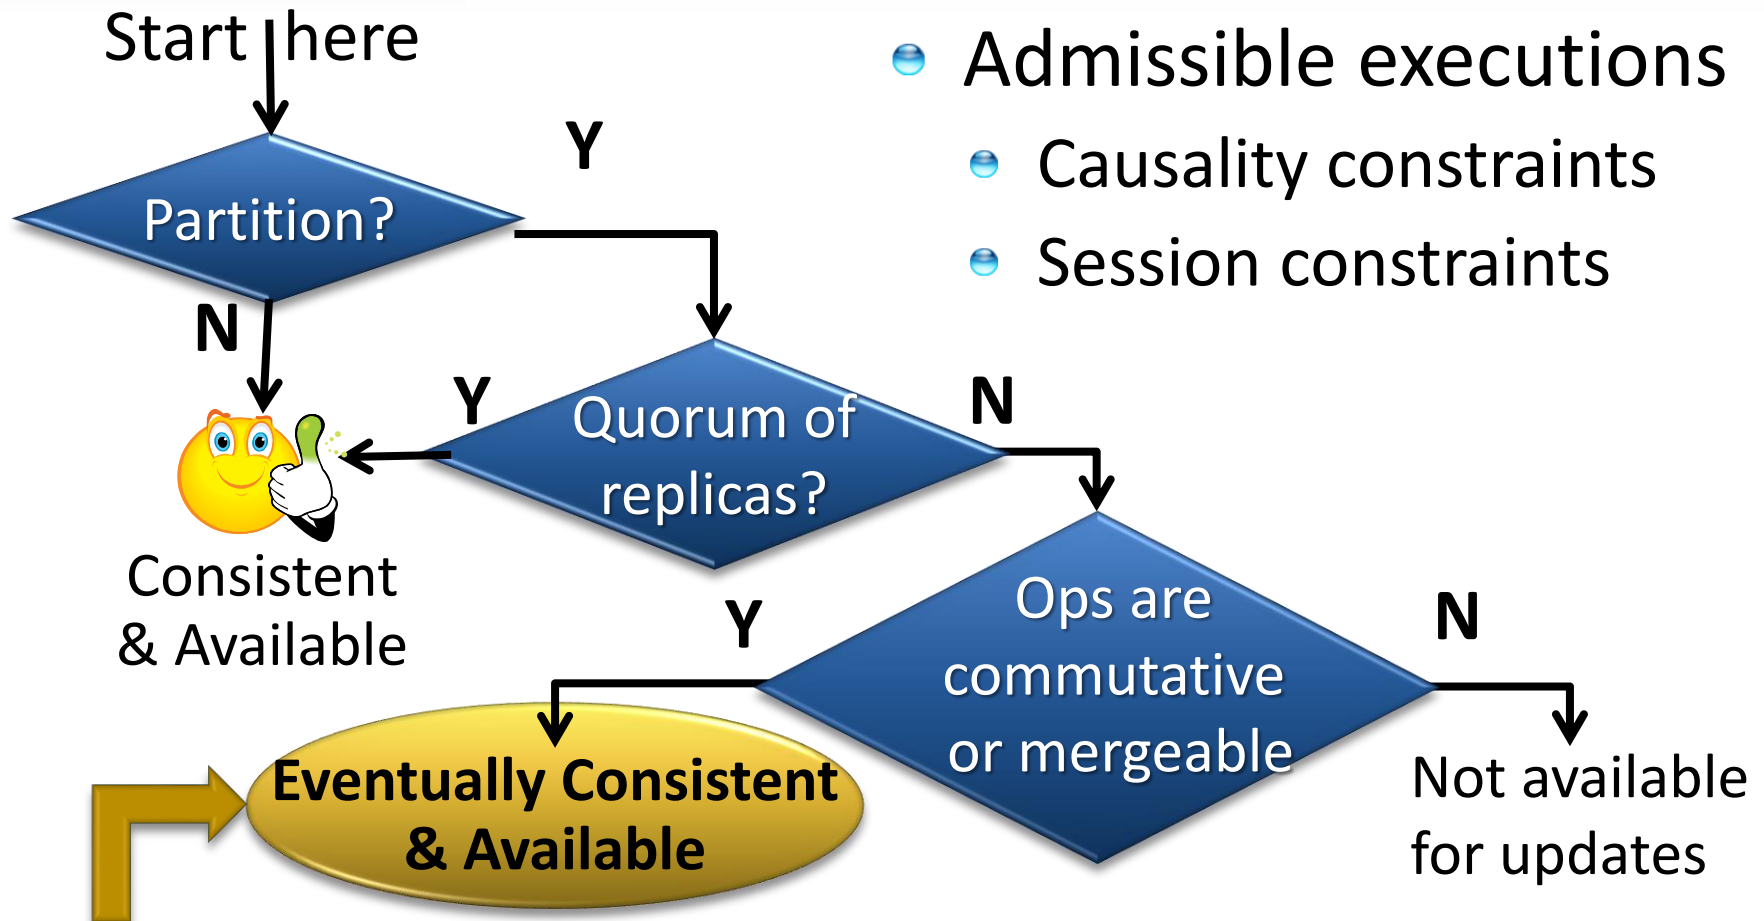 Start here
Partition?
Y
N
Quorum of
replicas?
Y
N
Consistent
& Available
Ops are
commutative
or mergeable
Y
N
Eventually Consistent
& Available
Not available
for updates
Admissible executions
Causality constraints
Session constraints